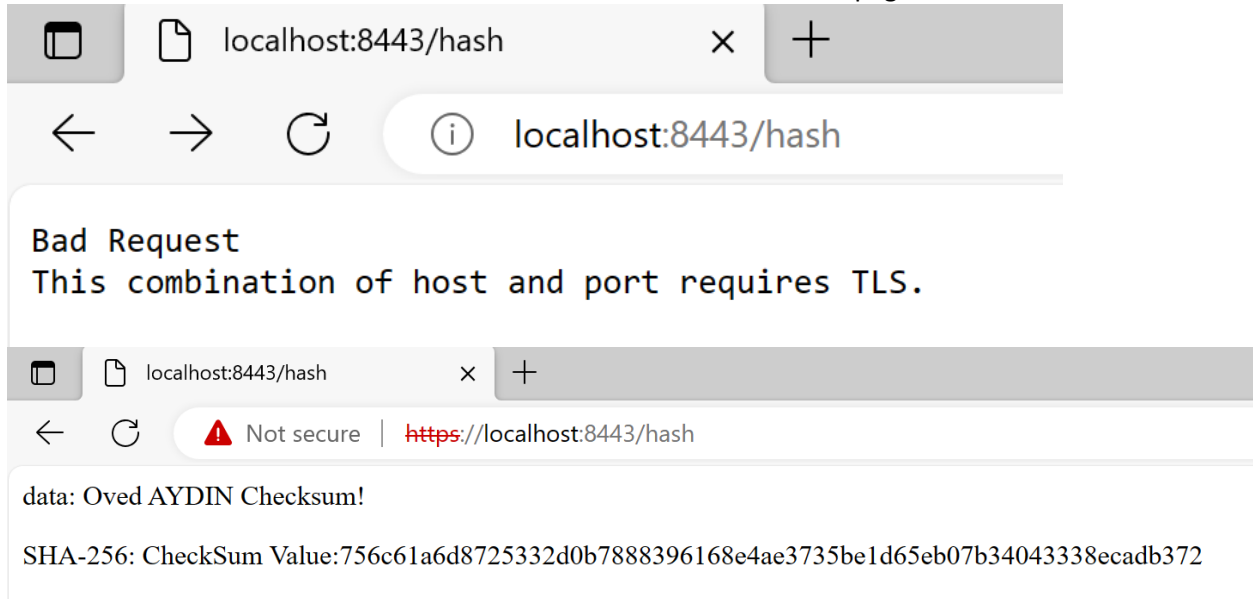 localhost:8443/hash
localhost:8443/hash
Bad Request
This combination of host and port requires TLS.
localhost:8443/hash
Not secure https://localhost:8443/hash
data: Oved AYDIN Checksum!
SHA-256: CheckSum Value:756c61a6d8725332d0b7888396168e4ae3735be1d65eb07b34043338ecadb372